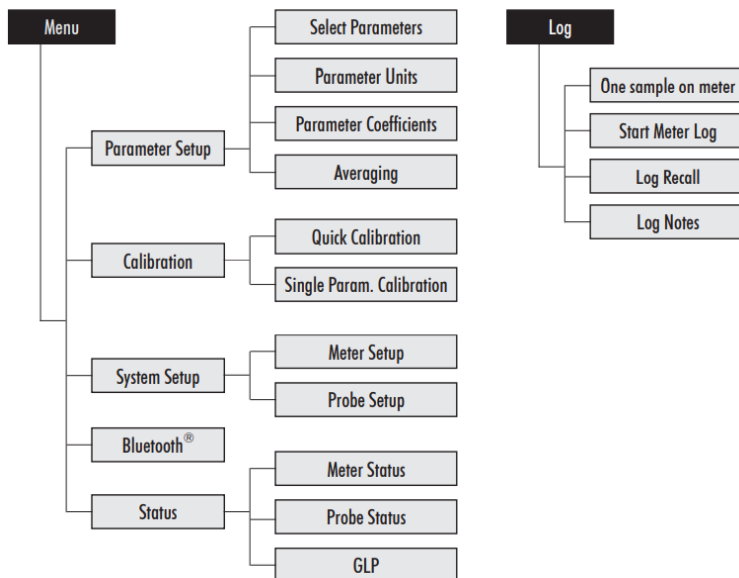 Menu
Parameter Setup
Select Parameters
Parameter Units
Parameter Coefficients
Averaging
Calibration
Quick Calibration
Single Param. Calibration
System Setup
Meter Setup
Probe Setup
Bluetooth®
Status
Meter Status
Probe Status
GLP
Log
One sample on meter
Start Meter Log
Log Recall
Log Notes